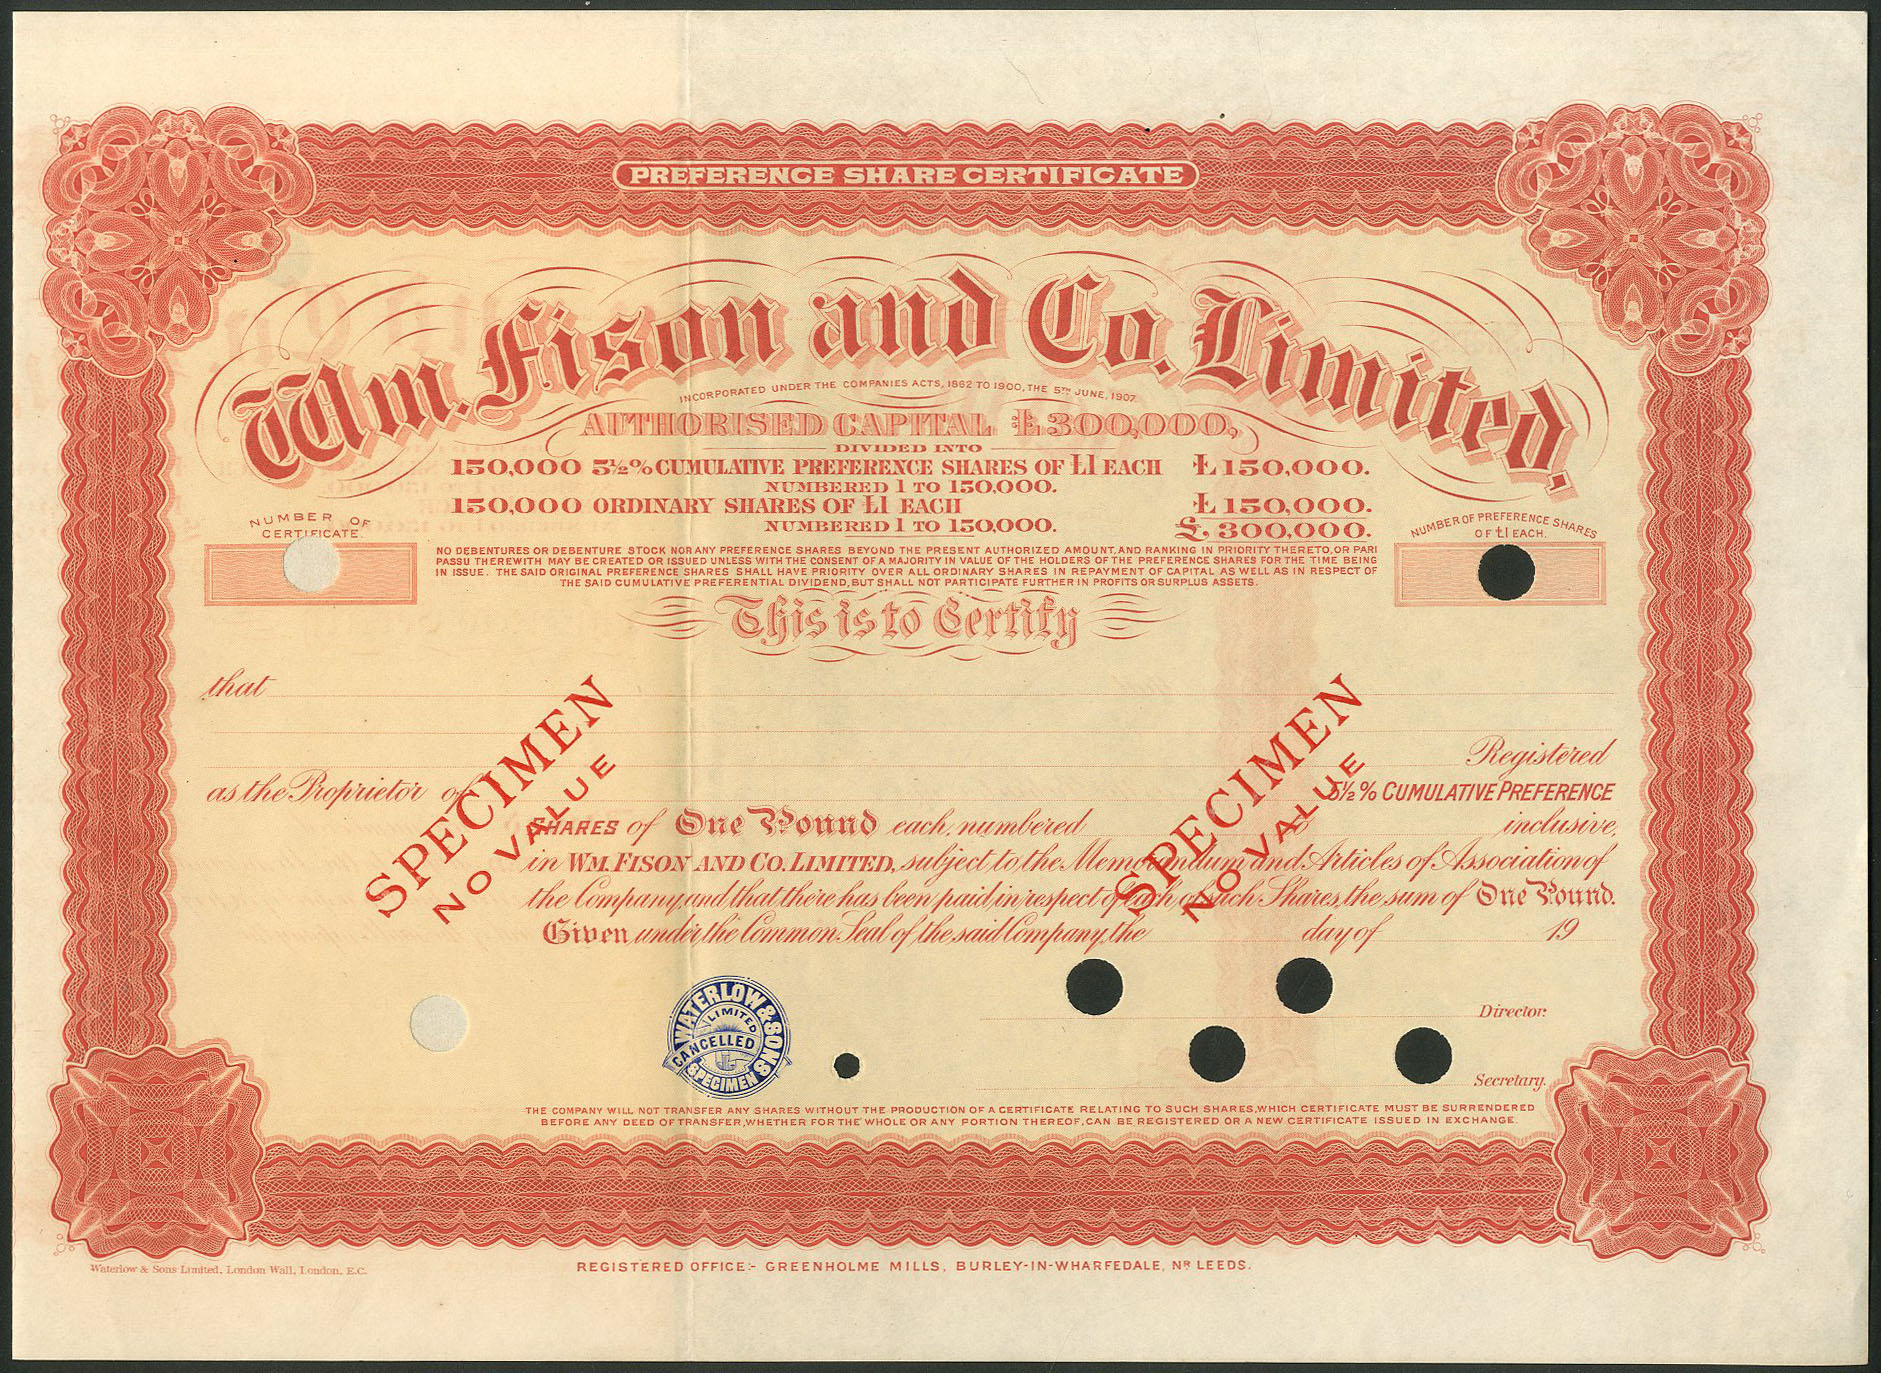 PREFERENCE SHARE CERTIFICATE
Wm. Fison and Co. Limited,
INCORPORATED UNDER THE COMPANIES ACTS, 1862 TO 1900, THE 5TH JUNE, 1907.
AUTHORISED CAPITAL £300,000,
DIVIDED INTO
150,000 5½% CUMULATIVE PREFERENCE SHARES OF £1 EACH £150,000.
NUMBERED 1 TO 150,000.
150,000 ORDINARY SHARES OF £1 EACH £150,000.
NUMBERED 1 TO 150,000. £300,000.
NUMBER OF
CERTIFICATE.
NUMBER OF PREFERENCE SHARES
OF £1 EACH.
NO DEBENTURES OR DEBENTURE STOCK NOR ANY PREFERENCE SHARES BEYOND THE PRESENT AUTHORIZED AMOUNT, AND RANKING IN PRIORITY THERETO, OR PARI
PASSU THEREWITH MAY BE CREATED OR ISSUED UNLESS WITH THE CONSENT OF A MAJORITY IN VALUE OF THE HOLDERS OF THE PREFERENCE SHARES FOR THE TIME BEING
IN ISSUE. THE SAID ORIGINAL PREFERENCE SHARES SHALL HAVE PRIORITY OVER ALL ORDINARY SHARES IN REPAYMENT OF CAPITAL AS WELL AS IN RESPECT OF
THE SAID CUMULATIVE PREFERENTIAL DIVIDEND, BUT SHALL NOT PARTICIPATE FURTHER IN PROFITS OR SURPLUS ASSETS.
This is to Certify
that
Registered
as the Proprietor of 5½% CUMULATIVE PREFERENCE
SHARES of One Pound each, numbered to inclusive,
in WM. FISON AND CO. LIMITED, subject to the Memorandum and Articles of Association of
the Company, and that there has been paid, in respect of each of such Shares, the sum of One Pound.
Given under the Common Seal of the said Company, the day of 19
SPECIMEN
NO VALUE
SPECIMEN
NO VALUE
WATERLOW & SONS
LIMITED
CANCELLED
SPECIMEN
Director.
Secretary.
THE COMPANY WILL NOT TRANSFER ANY SHARES WITHOUT THE PRODUCTION OF A CERTIFICATE RELATING TO SUCH SHARES, WHICH CERTIFICATE MUST BE SURRENDERED
BEFORE ANY DEED OF TRANSFER, WHETHER FOR THE WHOLE OR ANY PORTION THEREOF, CAN BE REGISTERED OR A NEW CERTIFICATE ISSUED IN EXCHANGE.
Waterlow & Sons Limited, London Wall, London, E.C.
REGISTERED OFFICE:- GREENHOLME MILLS, BURLEY-IN-WHARFEDALE, NR LEEDS.